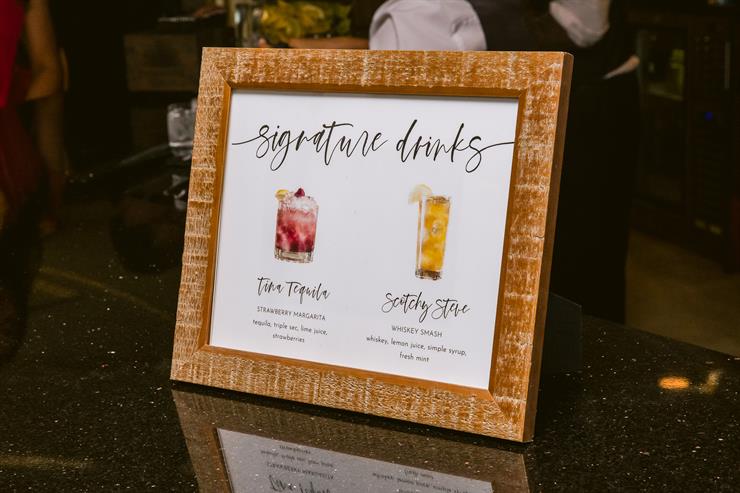 signature drinks
Tina Tequila
STRAWBERRY MARGARITA
tequila, triple sec, lime juice,
strawberries
Scotchy Steve
WHISKEY SMASH
whiskey, lemon juice, simple syrup,
fresh mint